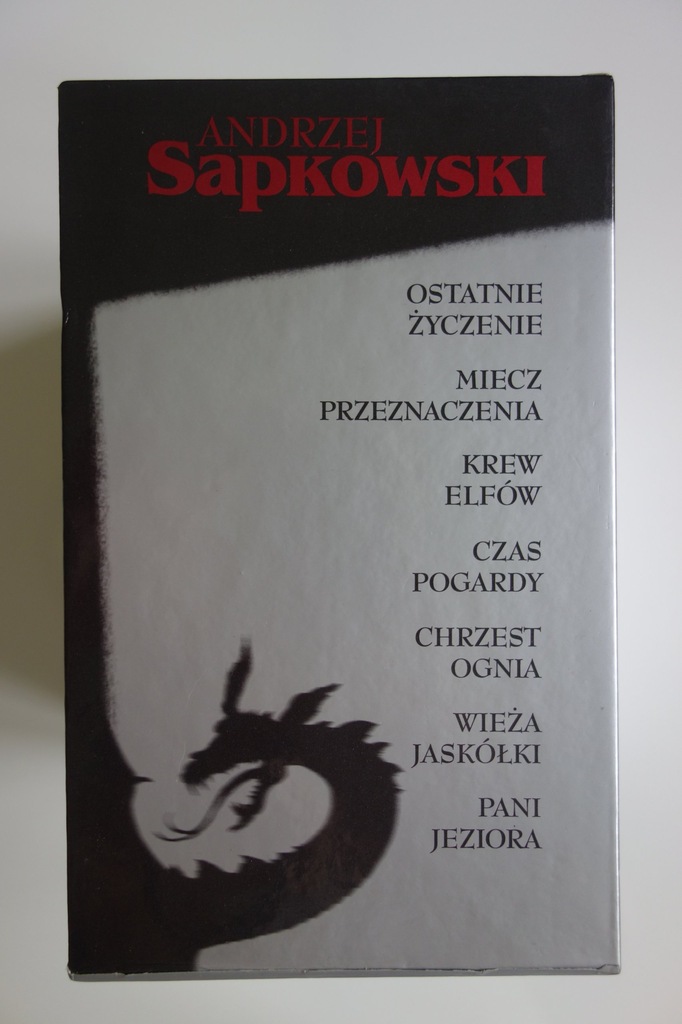 ANDRZEJ
Sapkowski
OSTATNIE
ŻYCZENIE
MIECZ
PRZEZNACZENIA
KREW
ELFÓW
CZAS
POGARDY
CHRZEST
OGNIA
WIEŻA
JASKÓŁKI
PANI
JEZIORA